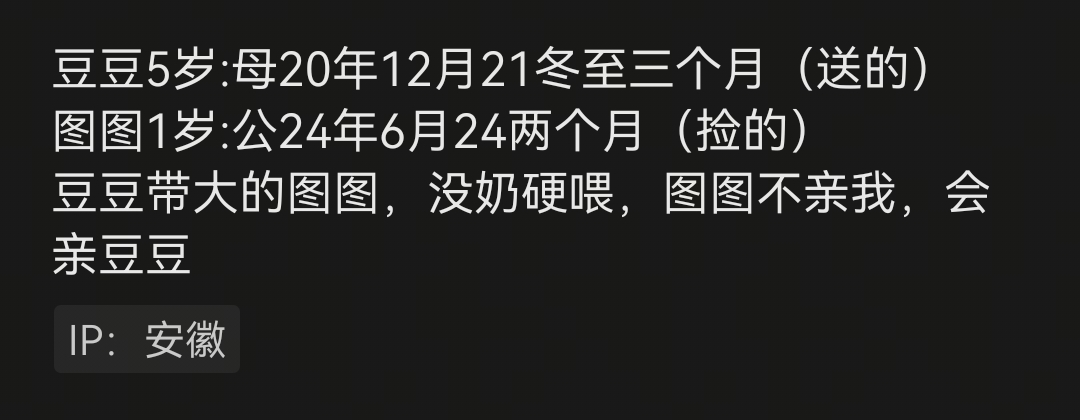 豆豆5岁:母20年12月21冬至三个月（送的）
图图1岁:公24年6月24两个月（捡的）
豆豆带大的图图，没奶硬喂，图图不亲我，会
亲豆豆
IP：安徽